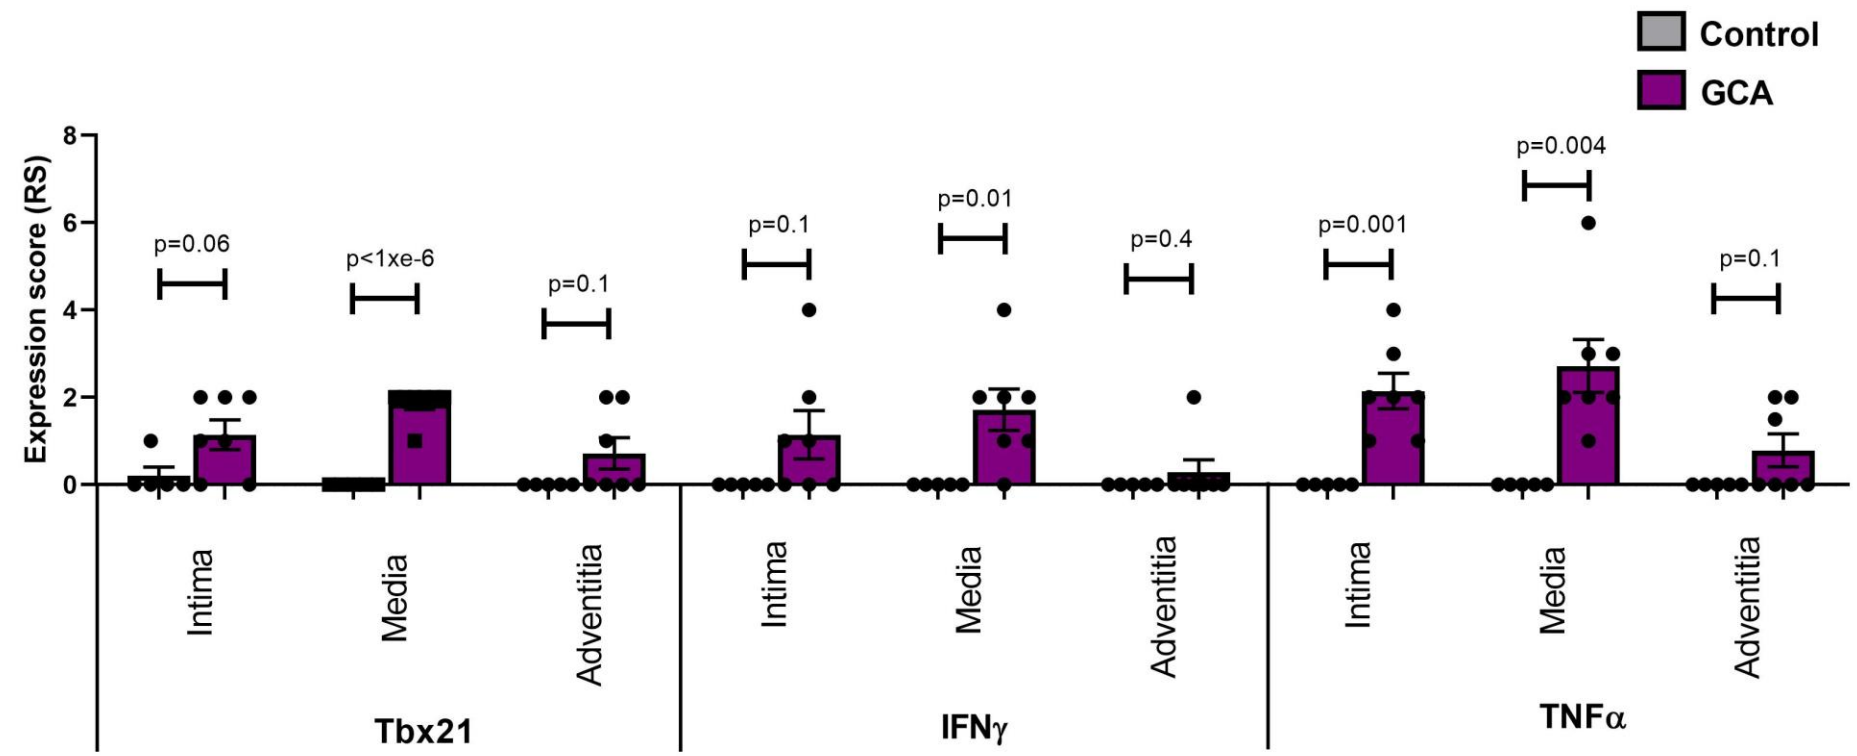 Control
GCA
Expression score (RS)
8
6
4
2
0
p=0.06
p<1xe-6
p=0.1
p=0.1
p=0.01
p=0.4
p=0.001
p=0.004
p=0.1
Intima
Media
Adventitia
Intima
Media
Adventitia
Intima
Media
Adventitia
Tbx21
IFNγ
TNFα